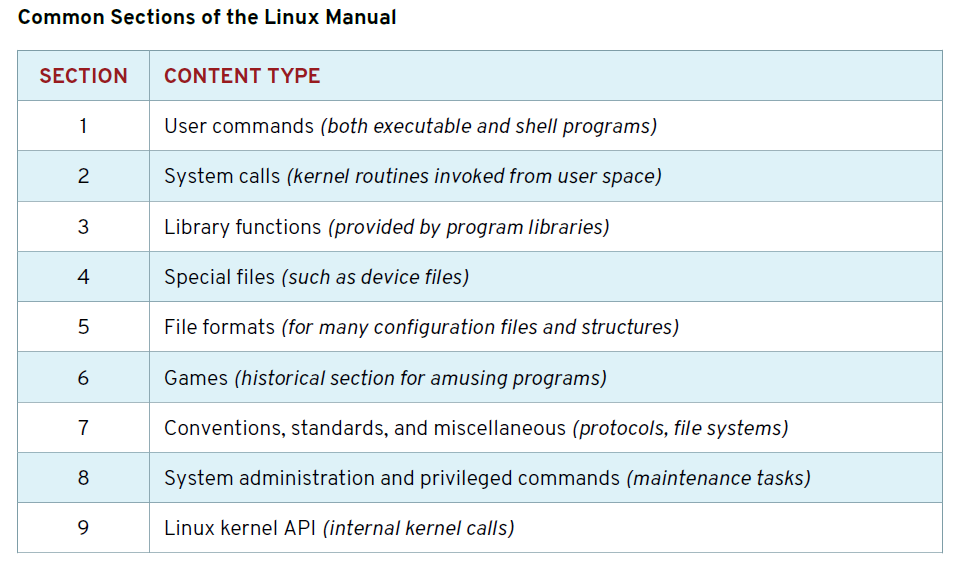 Common Sections of the Linux Manual
SECTION CONTENT TYPE
1 User commands (both executable and shell programs)
2 System calls (kernel routines invoked from user space)
3 Library functions (provided by program libraries)
4 Special files (such as device files)
5 File formats (for many configuration files and structures)
6 Games (historical section for amusing programs)
7 Conventions, standards, and miscellaneous (protocols, file systems)
8 System administration and privileged commands (maintenance tasks)
9 Linux kernel API (internal kernel calls)